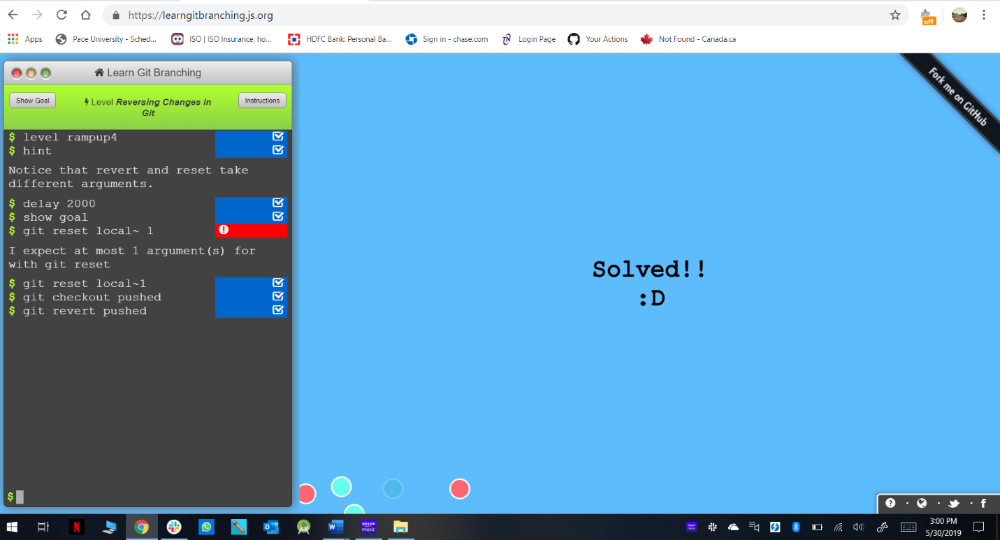 https://learngitbranching.js.org
off
Apps
Pace University - Sched...
ISO | ISO Insurance, ho...
HDFC Bank: Personal Ba...
Sign in - chase.com
Login Page
Your Actions
Not Found - Canada.ca
Learn Git Branching
Show Goal
Level Reversing Changes in
Git
Instructions
$ level rampup4
$ hint
Notice that revert and reset take
different arguments.
$ delay 2000
$ show goal
$ git reset local~ 1
I expect at most 1 argument(s) for
with git reset
$ git reset local~1
$ git checkout pushed
$ git revert pushed
$
Fork me on GitHub
Solved!!
:D
3:00 PM
5/30/2019